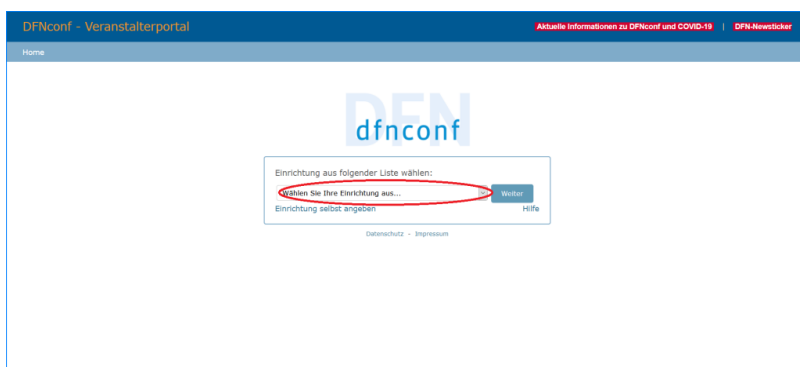 DFNconf - Veranstalterportal
Aktuelle Informationen zu DFNconf und COVID-19 | DFN-Newsticker
Home
DFN
dfnconf
Einrichtung aus folgender Liste wählen:
Wählen Sie Ihre Einrichtung aus... Weiter
Einrichtung selbst angeben Hilfe
Datenschutz - Impressum